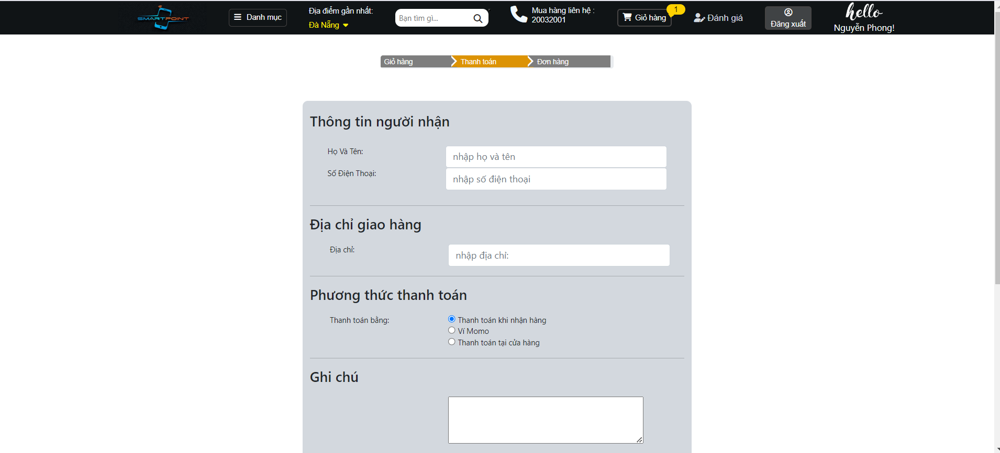 SMARTPOINT
Danh mục
Địa điểm gần nhất:
Đà Nẵng
Bạn tìm gì...
Mua hàng liên hệ :
20032001
Giỏ hàng
1
Đánh giá
Đăng xuất
hello
Nguyễn Phong!
Giỏ hàng
Thanh toán
Đơn hàng
Thông tin người nhận
Họ Và Tên:
nhập họ và tên
Số Điện Thoại:
nhập số điện thoại
Địa chỉ giao hàng
Địa chỉ:
nhập địa chỉ:
Phương thức thanh toán
Thanh toán bằng:
Thanh toán khi nhận hàng
Ví Momo
Thanh toán tại cửa hàng
Ghi chú